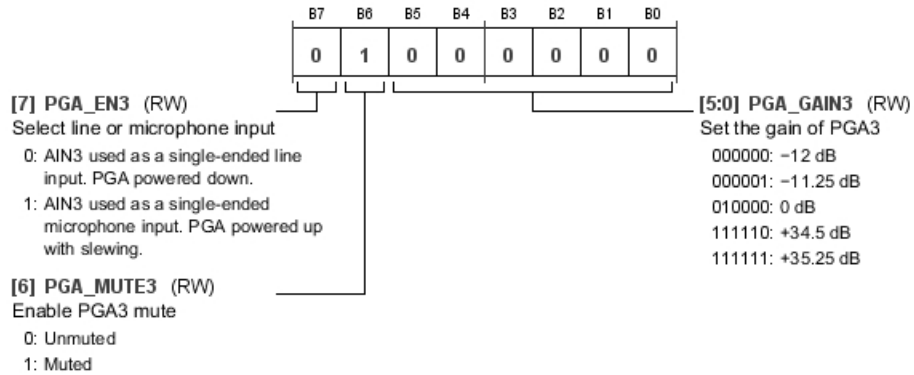 B7 B6 B5 B4 B3 B2 B1 B0
0 1 0 0 0 0 0 0
[7] PGA_EN3 (RW)
Select line or microphone input
0: AIN3 used as a single-ended line
input. PGA powered down.
1: AIN3 used as a single-ended
microphone input. PGA powered up
with slewing.
[6] PGA_MUTE3 (RW)
Enable PGA3 mute
0: Unmuted
1: Muted
[5:0] PGA_GAIN3 (RW)
Set the gain of PGA3
000000: −12 dB
000001: −11.25 dB
010000: 0 dB
111110: +34.5 dB
111111: +35.25 dB